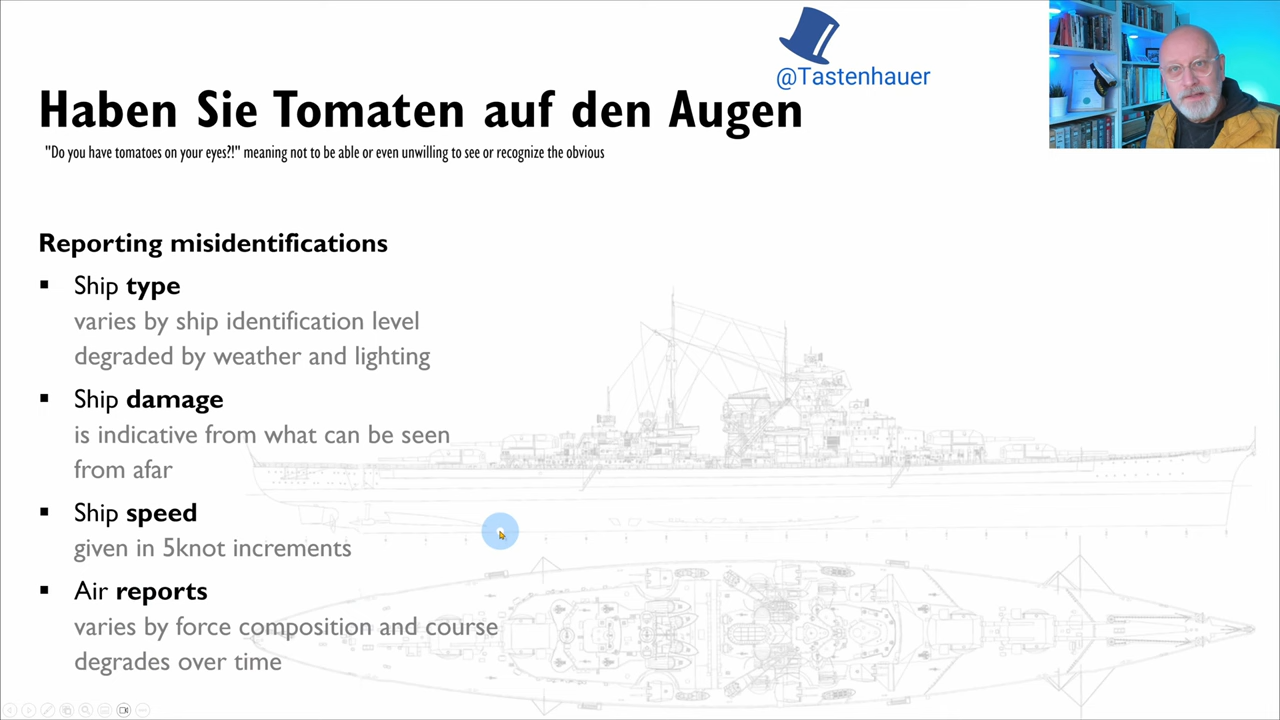 @Tastenhauer
Haben Sie Tomaten auf den Augen
"Do you have tomatoes on your eyes?!" meaning not to be able or even unwilling to see or recognize the obvious
Reporting misidentifications
▪ Ship type
varies by ship identification level
degraded by weather and lighting
▪ Ship damage
is indicative from what can be seen
from afar
▪ Ship speed
given in 5knot increments
▪ Air reports
varies by force composition and course
degrades over time